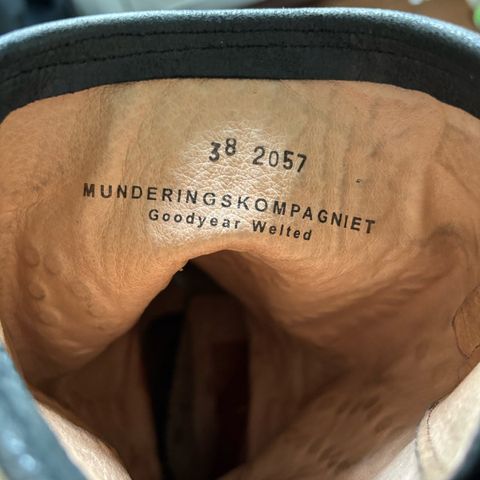 38 2057
MUNDERINGSKOMPAGNIET
Goodyear Welted